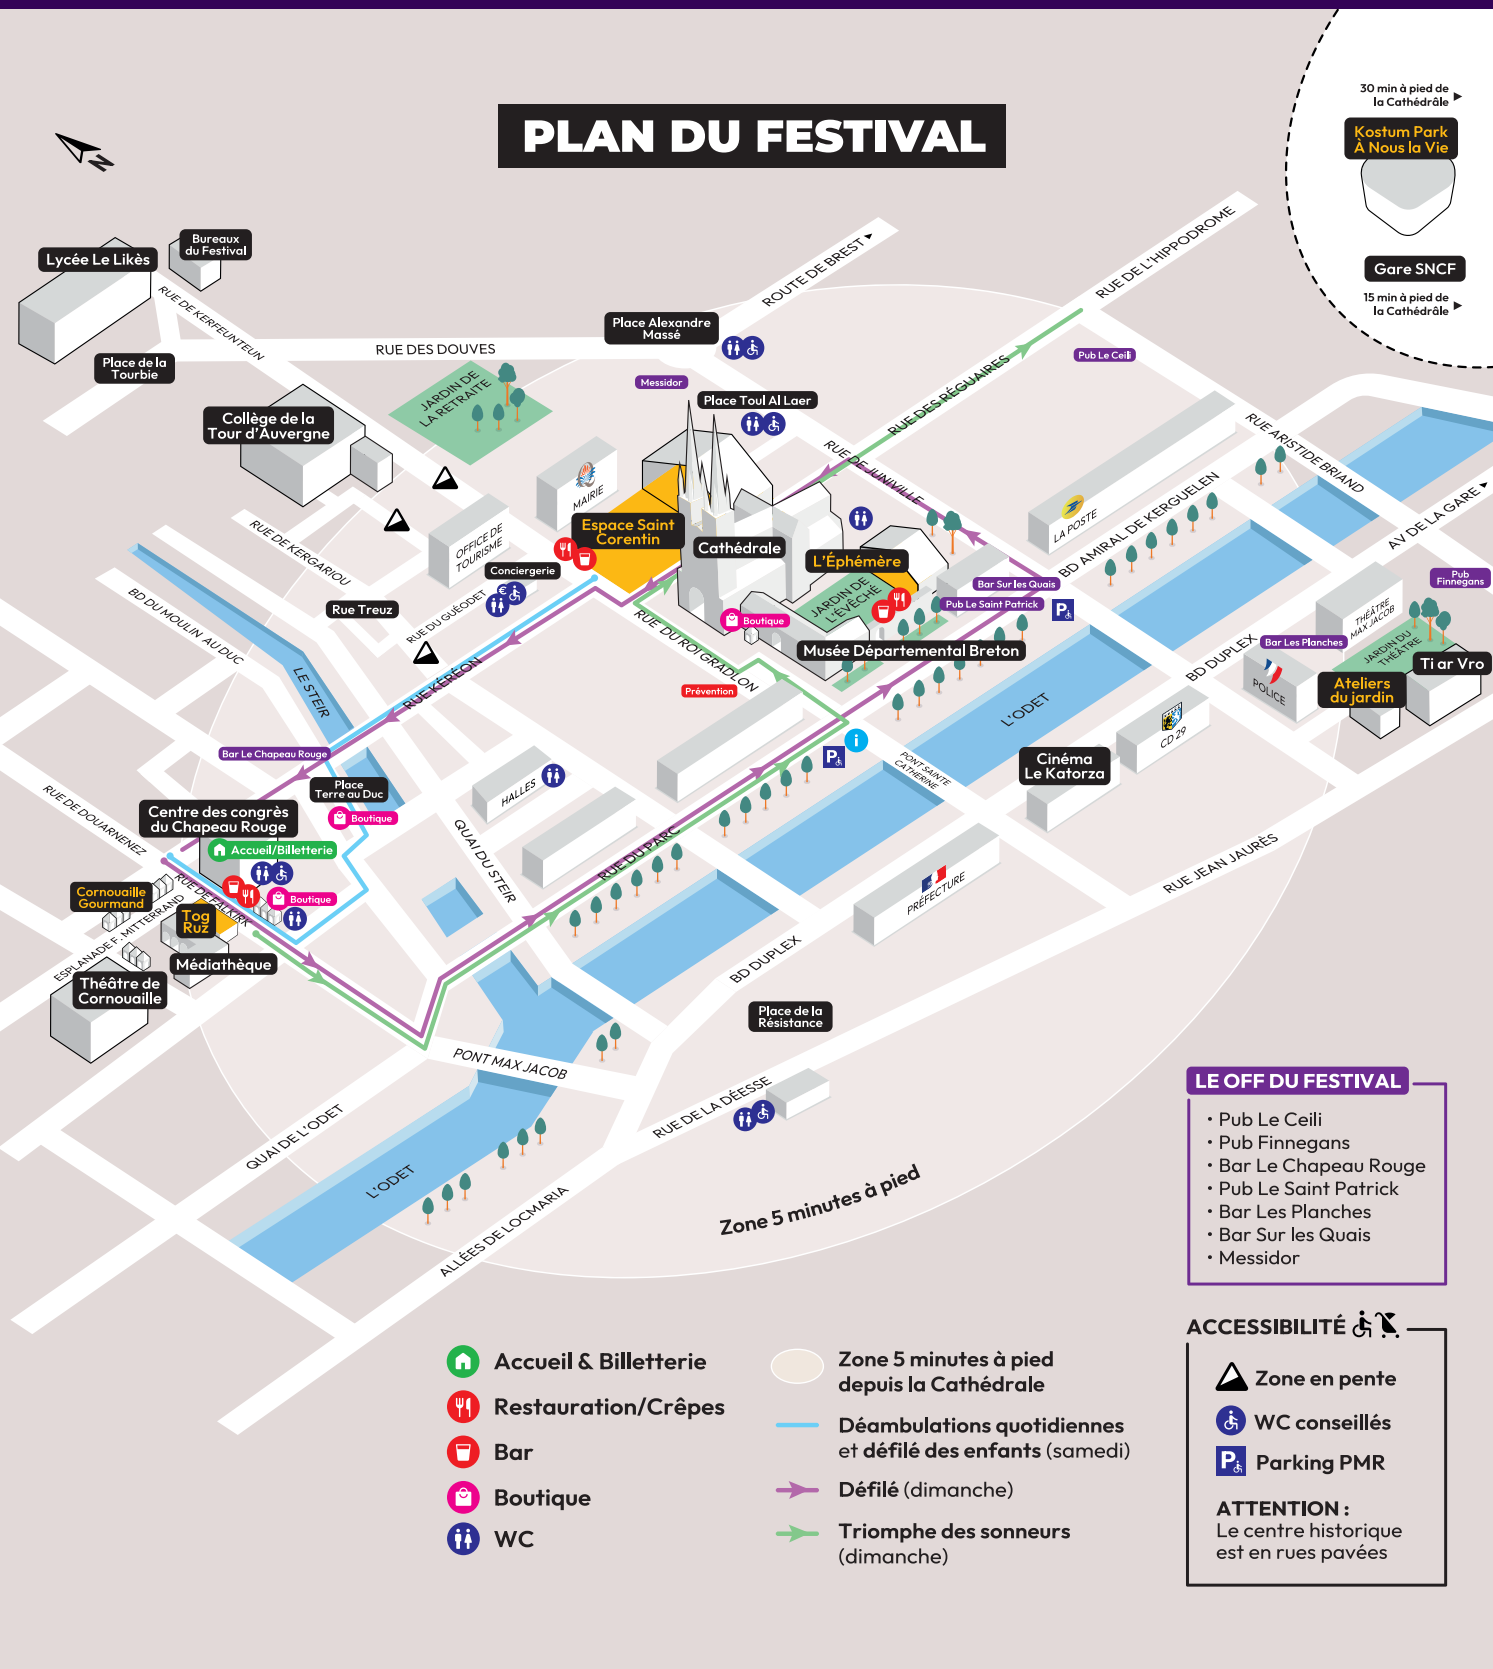 PLAN DU FESTIVAL
30 min à pied de
la Cathédrâle
Kostum Park
À Nous la Vie
Gare SNCF
15 min à pied de
la Cathédrâle
N
Lycée Le Likès
Bureaux
du Festival
RUE DE KERFEUNTEUN
Place de la
Tourbie
RUE DES DOUVES
Place Alexandre
Massé
ROUTE DE BREST
RUE DE L'HIPPODROME
Pub Le Ceili
Messidor
JARDIN DE
LA RETRAITE
Place Toul Al Laer
RUE DES RÉGUAIRES
Collège de la
Tour d'Auvergne
RUE DE JUNIVILLE
RUE ARISTIDE BRIAND
MAIRIE
LA POSTE
BD AMIRAL DE KERGUELEN
AV DE LA GARE
Espace Saint
Corentin
OFFICE DE
TOURISME
Cathédrale
L'Éphémère
RUE DE KERGARIOU
Conciergerie
€
Bar Sur les Quais
Pub Le Saint Patrick
P
Pub
Finnegans
BD DU MOULIN AU DUC
Rue Treuz
RUE DU GUÉODET
JARDIN DE
L'ÉVÊCHÉ
Boutique
THÉÂTRE
MAX JACOB
Bar Les Planches
JARDIN DU
THÉÂTRE
RUE DU ROI GRADLON
Musée Départemental Breton
BD DUPLEX
Ti ar Vro
LE STEIR
RUE KÉRÉON
Prévention
L'ODET
POLICE
Ateliers
du jardin
Bar Le Chapeau Rouge
i
P
CD 29
PONT SAINTE
CATHERINE
Cinéma
Le Katorza
Place
Terre au Duc
Boutique
HALLES
RUE DE DOUARNENEZ
Centre des congrès
du Chapeau Rouge
Accueil/Billetterie
QUAI DU STEIR
RUE DU PARC
PRÉFECTURE
RUE JEAN JAURÈS
Cornouaille
Gourmand
RUE DE FALKIRK
Boutique
Tog
Ruz
ESPLANADE F. MITTERRAND
Médiathèque
Théâtre de
Cornouaille
BD DUPLEX
Place de la
Résistance
PONT MAX JACOB
RUE DE LA DÉESSE
QUAI DE L'ODET
L'ODET
ALLÉES DE LOCMARIA
Zone 5 minutes à pied
LE OFF DU FESTIVAL
• Pub Le Ceili
• Pub Finnegans
• Bar Le Chapeau Rouge
• Pub Le Saint Patrick
• Bar Les Planches
• Bar Sur les Quais
• Messidor
ACCESSIBILITÉ
Zone en pente
WC conseillés
P Parking PMR
ATTENTION :
Le centre historique
est en rues pavées
Accueil & Billetterie
Restauration/Crêpes
Bar
Boutique
WC
Zone 5 minutes à pied
depuis la Cathédrale
Déambulations quotidiennes
et défilé des enfants (samedi)
Défilé (dimanche)
Triomphe des sonneurs
(dimanche)